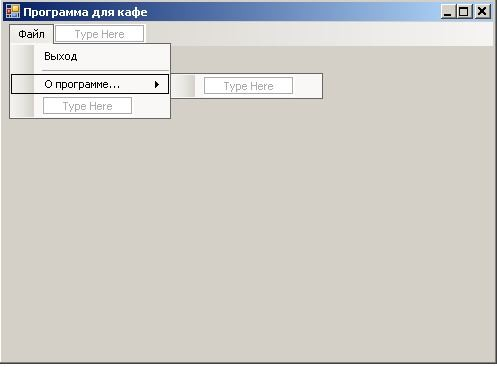 Программа для кафе
Файл Type Here
Выход
О программе... Type Here
Type Here